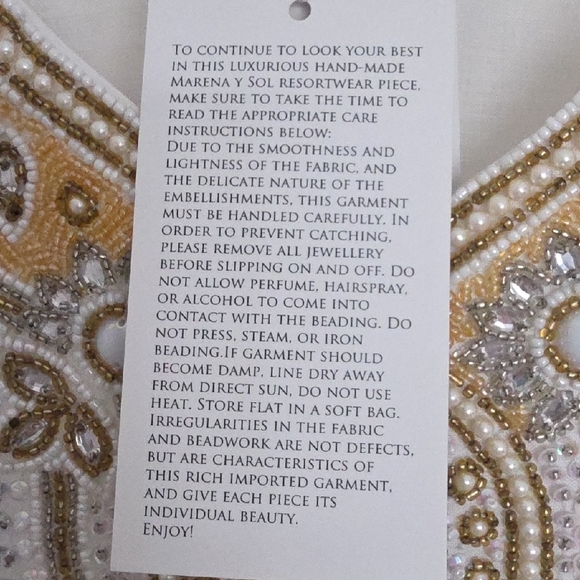 TO CONTINUE TO LOOK YOUR BEST
IN THIS LUXURIOUS HAND-MADE
MARENA Y SOL RESORTWEAR PIECE,
MAKE SURE TO TAKE THE TIME TO
READ THE APPROPRIATE CARE
INSTRUCTIONS BELOW:
DUE TO THE SMOOTHNESS AND
LIGHTNESS OF THE FABRIC, AND
THE DELICATE NATURE OF THE
EMBELLISHMENTS, THIS GARMENT
MUST BE HANDLED CAREFULLY. IN
ORDER TO PREVENT CATCHING,
PLEASE REMOVE ALL JEWELLERY
BEFORE SLIPPING ON AND OFF. DO
NOT ALLOW PERFUME, HAIRSPRAY,
OR ALCOHOL TO COME INTO
CONTACT WITH THE BEADING. DO
NOT PRESS, STEAM, OR IRON
BEADING.IF GARMENT SHOULD
BECOME DAMP, LINE DRY AWAY
FROM DIRECT SUN, DO NOT USE
HEAT. STORE FLAT IN A SOFT BAG.
IRREGULARITIES IN THE FABRIC
AND BEADWORK ARE NOT DEFECTS,
BUT ARE CHARACTERISTICS OF
THIS RICH IMPORTED GARMENT,
AND GIVE EACH PIECE ITS
INDIVIDUAL BEAUTY.
ENJOY!